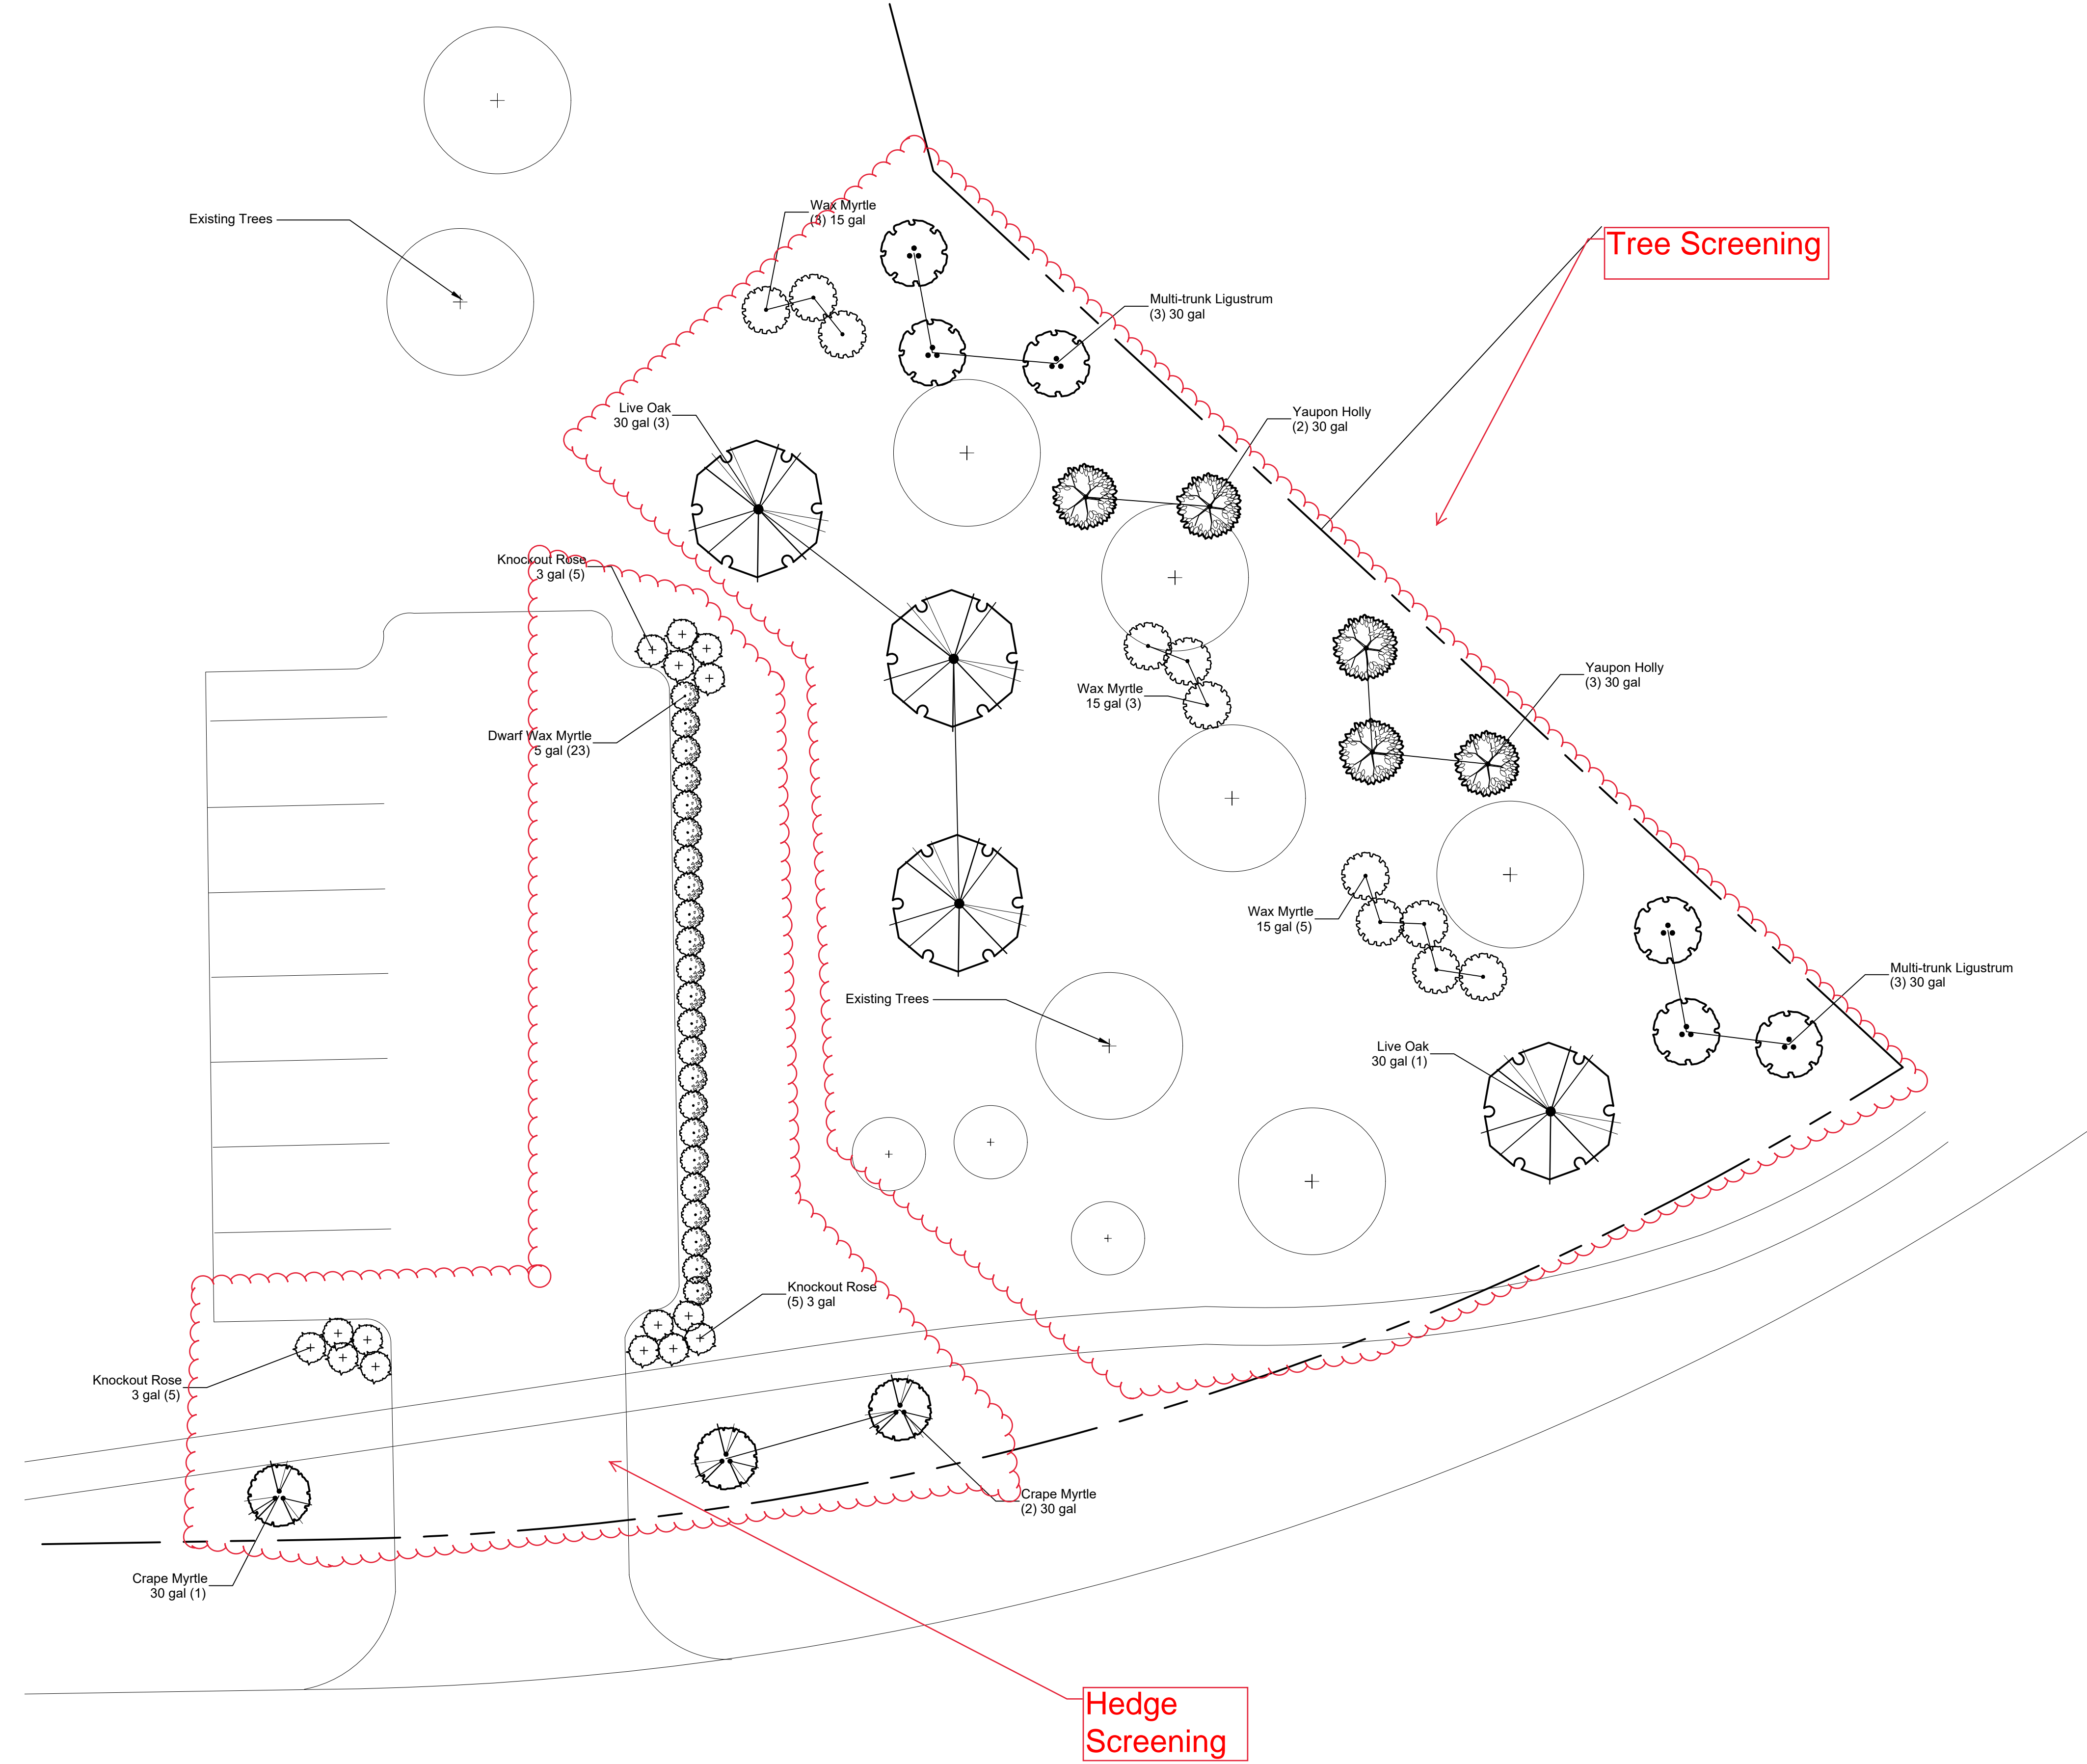 Wax Myrtle
(3) 15 gal
Existing Trees
Tree Screening
Multi-trunk Ligustrum
(3) 30 gal
Live Oak
30 gal (3)
Yaupon Holly
(2) 30 gal
Knockout Rose
3 gal (5)
Yaupon Holly
(3) 30 gal
Wax Myrtle
15 gal (3)
Dwarf Wax Myrtle
5 gal (23)
Wax Myrtle
15 gal (5)
Multi-trunk Ligustrum
(3) 30 gal
Existing Trees
Live Oak
30 gal (1)
Knockout Rose
(5) 3 gal
Knockout Rose
3 gal (5)
Crape Myrtle
(2) 30 gal
Crape Myrtle
30 gal (1)
Hedge
Screening